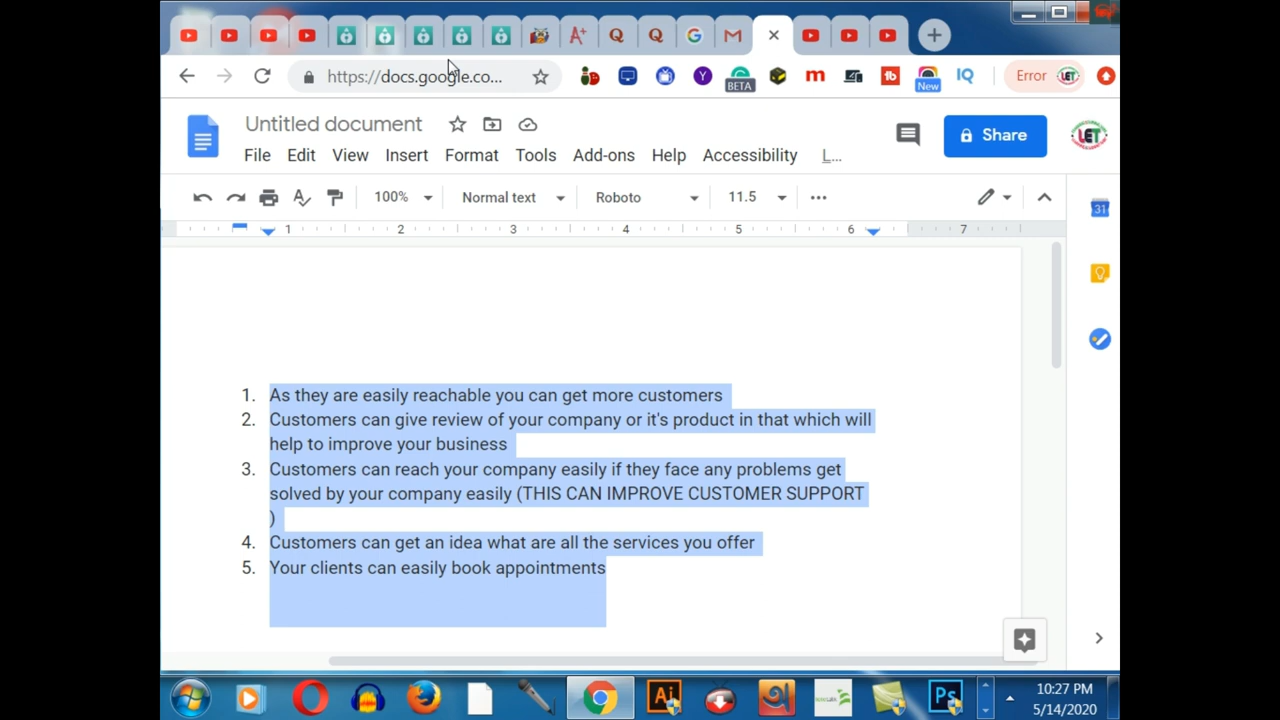 https://docs.google.co...
BETA
New
Error
Untitled document
File Edit View Insert Format Tools Add-ons Help Accessibility L...
Share
LET
100% Normal text Roboto 11.5
1 2 3 4 5 6 7
31
1. As they are easily reachable you can get more customers
2. Customers can give review of your company or it's product in that which will
help to improve your business
3. Customers can reach your company easily if they face any problems get
solved by your company easily (THIS CAN IMPROVE CUSTOMER SUPPORT
)
4. Customers can get an idea what are all the services you offer
5. Your clients can easily book appointments
10:27 PM
5/14/2020